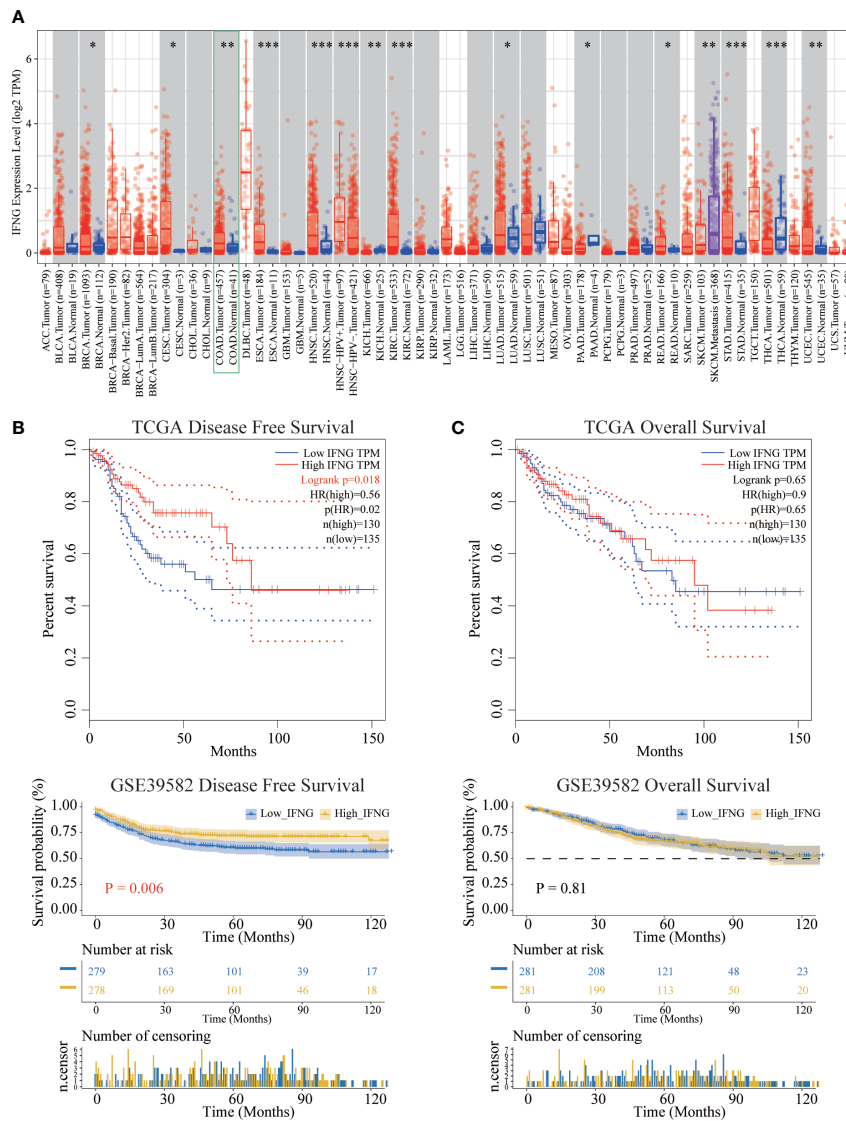 A
* * ** *** *** *** ** *** * * * ** *** *** **
IFNG Expression Level (log2 TPM)
6
4
2
0
ACC.Tumor (n=79)
BLCA.Tumor (n=408)
BLCA.Normal (n=19)
BRCA.Tumor (n=1093)
BRCA.Normal (n=112)
BRCA−Basal.Tumor (n=190)
BRCA−Her2.Tumor (n=82)
BRCA−LumA.Tumor (n=564)
BRCA−LumB.Tumor (n=217)
CESC.Tumor (n=304)
CESC.Normal (n=3)
CHOL.Tumor (n=36)
CHOL.Normal (n=9)
COAD.Tumor (n=457)
COAD.Normal (n=41)
DLBC.Tumor (n=48)
ESCA.Tumor (n=184)
ESCA.Normal (n=11)
GBM.Tumor (n=153)
GBM.Normal (n=5)
HNSC.Tumor (n=520)
HNSC.Normal (n=44)
HNSC−HPV+.Tumor (n=97)
HNSC−HPV−.Tumor (n=421)
KICH.Tumor (n=66)
KICH.Normal (n=25)
KIRC.Tumor (n=533)
KIRC.Normal (n=72)
KIRP.Tumor (n=290)
KIRP.Normal (n=32)
LAML.Tumor (n=173)
LGG.Tumor (n=516)
LIHC.Tumor (n=371)
LIHC.Normal (n=50)
LUAD.Tumor (n=515)
LUAD.Normal (n=59)
LUSC.Tumor (n=501)
LUSC.Normal (n=51)
MESO.Tumor (n=87)
OV.Tumor (n=303)
PAAD.Tumor (n=178)
PAAD.Normal (n=4)
PCPG.Tumor (n=179)
PCPG.Normal (n=3)
PRAD.Tumor (n=497)
PRAD.Normal (n=52)
READ.Tumor (n=166)
READ.Normal (n=10)
SARC.Tumor (n=259)
SKCM.Tumor (n=103)
SKCM.Metastasis (n=368)
STAD.Tumor (n=415)
STAD.Normal (n=35)
TGCT.Tumor (n=150)
THCA.Tumor (n=501)
THCA.Normal (n=59)
THYM.Tumor (n=120)
UCEC.Tumor (n=545)
UCEC.Normal (n=35)
UCS.Tumor (n=57)
B
TCGA Disease Free Survival
Percent survival
1.0
0.8
0.6
0.4
0.2
0.0
Low IFNG TPM
High IFNG TPM
Logrank p=0.018
HR(high)=0.56
p(HR)=0.02
n(high)=130
n(low)=135
0 50 100 150
Months
C
TCGA Overall Survival
Percent survival
1.0
0.8
0.6
0.4
0.2
0.0
Low IFNG TPM
High IFNG TPM
Logrank p=0.65
HR(high)=0.9
p(HR)=0.65
n(high)=130
n(low)=135
0 50 100 150
Months
GSE39582 Disease Free Survival
Survival probability (%)
1.00
0.75
0.50
0.25
0.00
Low_IFNG High_IFNG
P = 0.006
0 30 60 90 120
Time (Months)
Number at risk
279 163 101 39 17
278 169 101 46 18
0 30 60 90 120
Time (Months)
Number of censoring
n.censor
6
5
4
3
2
1
0
0 30 60 90 120
Time (Months)
GSE39582 Overall Survival
Survival probability (%)
1.00
0.75
0.50
0.25
0.00
Low_IFNG High_IFNG
P = 0.81
0 30 60 90 120
Time (Months)
Number at risk
281 208 121 48 23
281 199 113 50 20
0 30 60 90 120
Time (Months)
Number of censoring
n.censor
7
6
5
4
3
2
1
0
0 30 60 90 120
Time (Months)